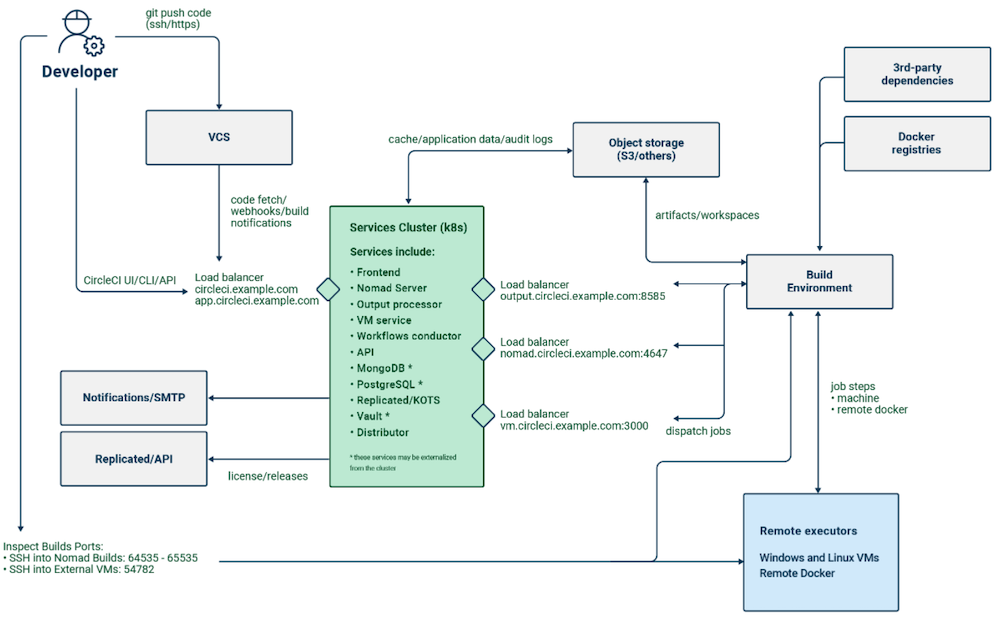 git push code
(ssh/https)
Developer
VCS
code fetch/
webhooks/build
notifications
CircleCI UI/CLI/API
Load balancer
circleci.example.com
app.circleci.example.com
cache/application data/audit logs
Object storage
(S3/others)
artifacts/workspaces
3rd-party
dependencies
Docker
registries
Services Cluster (k8s)
Services include:
• Frontend
• Nomad Server
• Output processor
• VM service
• Workflows conductor
• API
• MongoDB *
• PostgreSQL *
• Replicated/KOTS
• Vault *
• Distributor
* these services may be externalized
from the cluster
Load balancer
output.circleci.example.com:8585
Load balancer
nomad.circleci.example.com:4647
Load balancer
vm.circleci.example.com:3000
dispatch jobs
Build
Environment
job steps
• machine
• remote docker
Notifications/SMTP
Replicated/API
license/releases
Inspect Builds Ports:
• SSH into Nomad Builds: 64535 - 65535
• SSH into External VMs: 54782
Remote executors
Windows and Linux VMs
Remote Docker